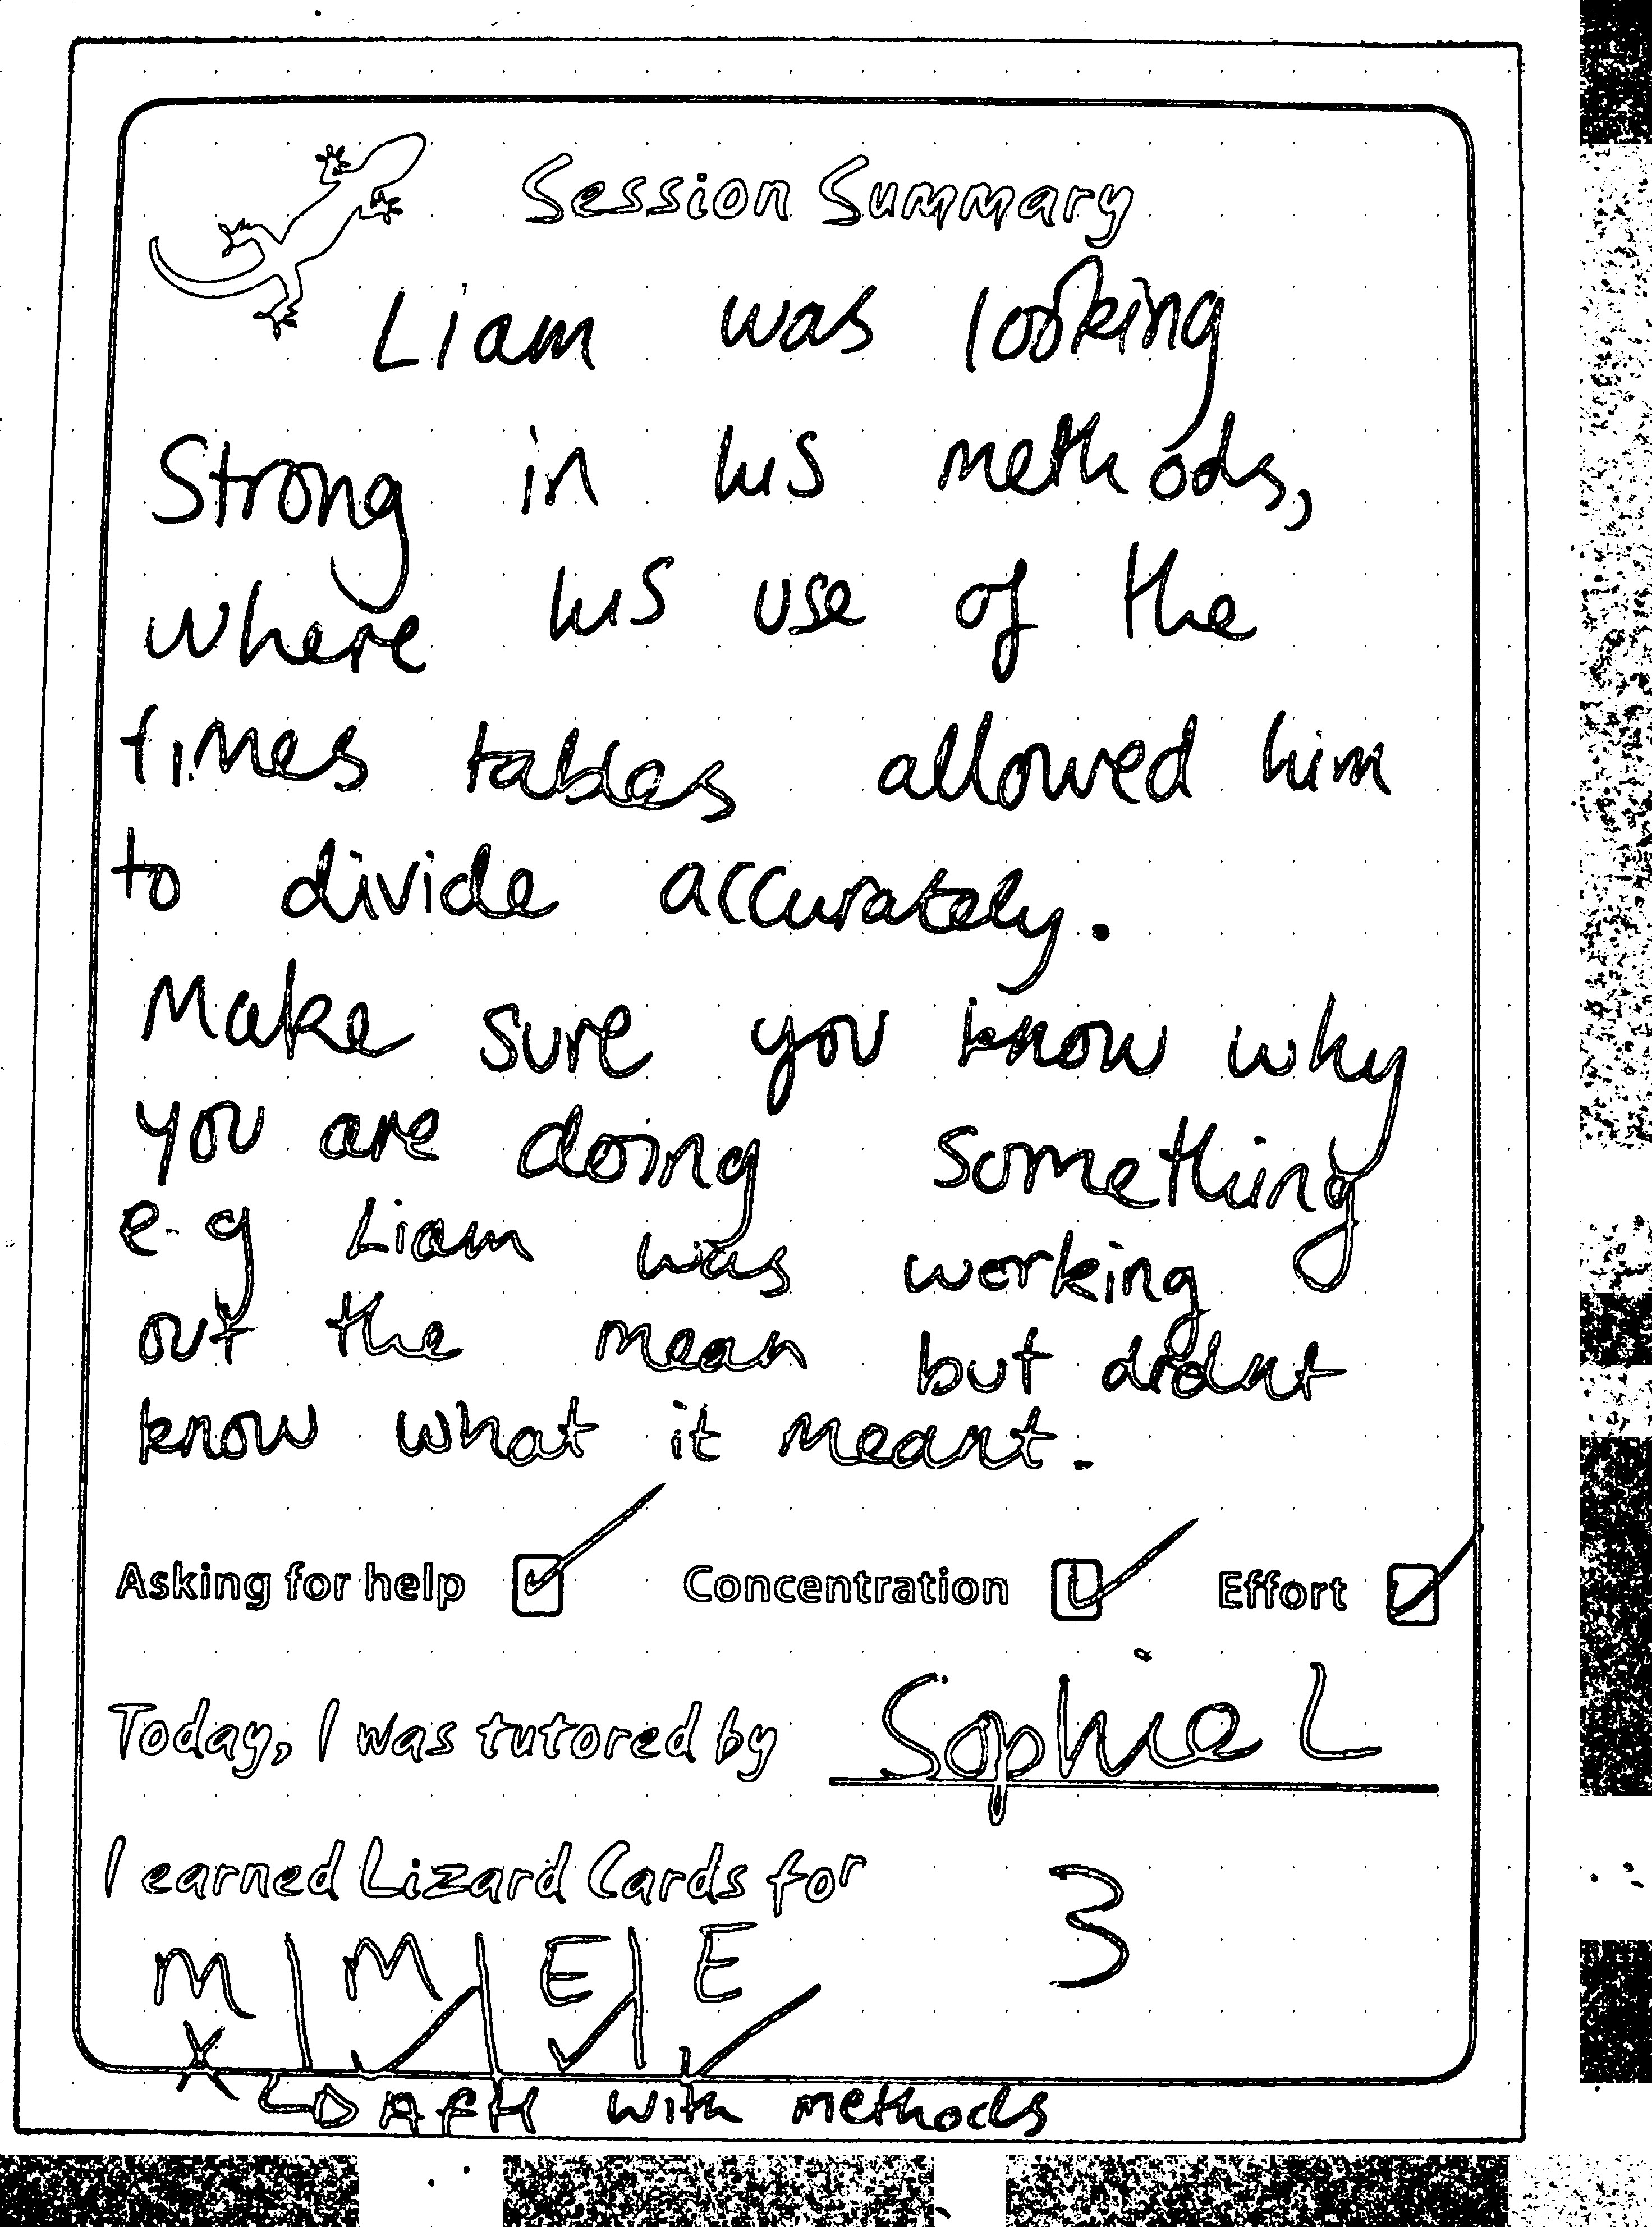 Session Summary
Liam was looking
Strong in his methods,
where his use of the
times tables allowed him
to divide accurately.
Make sure you know why
you are doing something
e.g Liam was working
out the mean but didnt
know what it meant.
Asking for help Concentration Effort
Today, I was tutored by Sophie L
I earned Lizard Cards for 3
M | M | E | E
AFH with methods